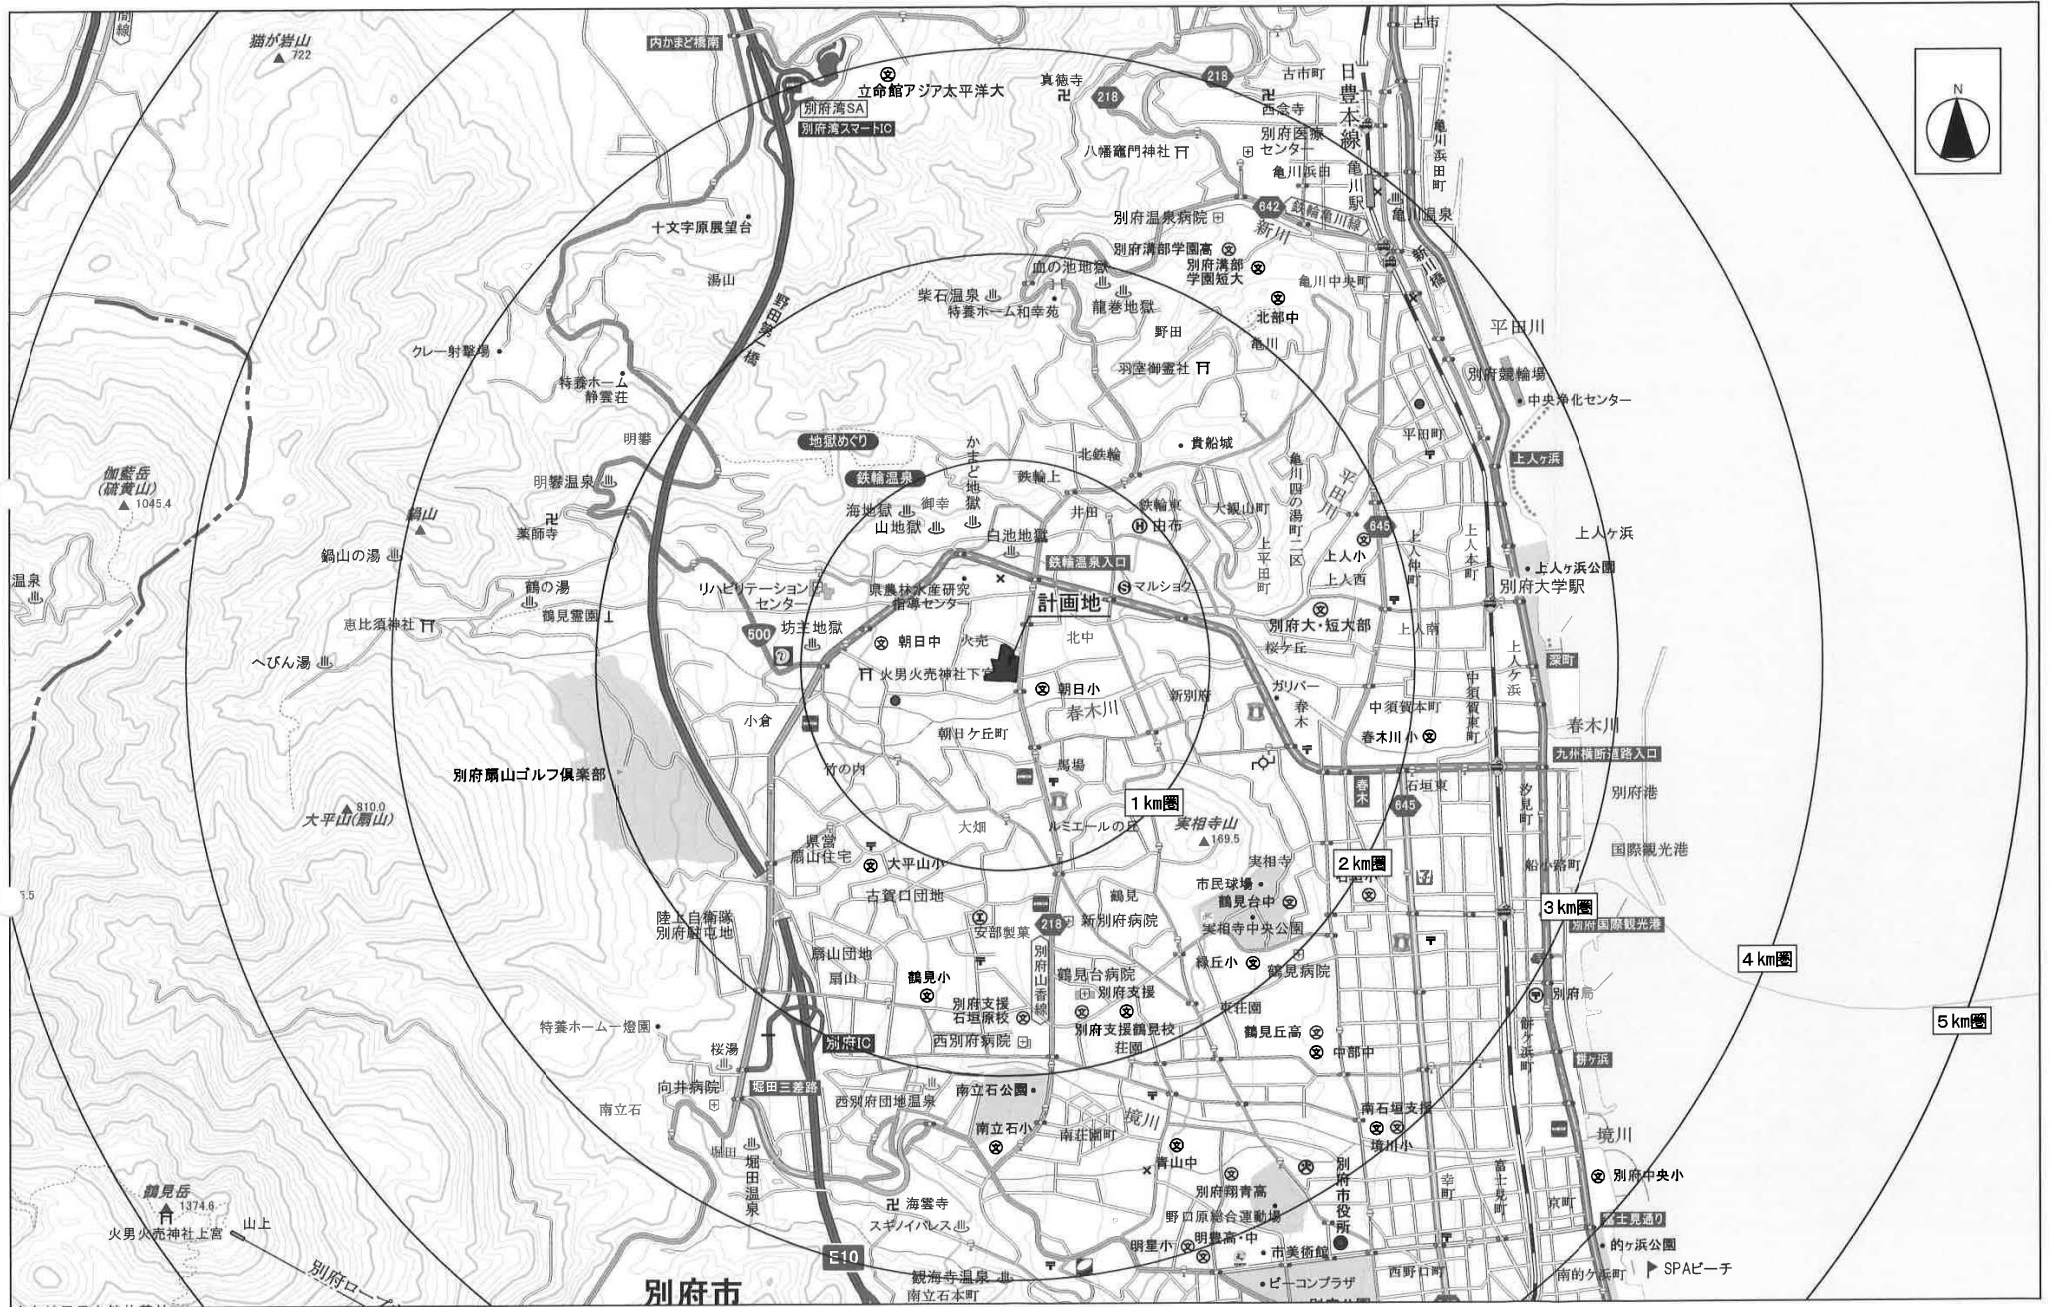 間線
猫が岩山
722
内かまど橋南
立命館アジア太平洋大
別府湾SA
別府湾スマートIC
真徳寺
218
218
古市
古市町
西念寺
日豊本線
別府医療
センター
八幡竈門神社
亀川浜田
亀川浜田町
亀川駅
N
十文字原展望台
別府温泉病院
642
鉄輪亀川線
亀川温泉
新川
別府溝部学園高
別府溝部
学園短大
新川橋
湯山
血の池地獄
柴石温泉
特養ホーム和幸苑
龍巻地獄
亀川中央町
北部中
野田第一橋
野田
亀川
平田川
クレー射撃場
羽室御霊社
特養ホーム
静雲荘
別府競輪場
中央浄化センター
明礬
地獄めぐり
かまど地獄
貴船城
平田町
北鉄輪
上人ヶ浜
伽藍岳
(硫黄山)
1045.4
明礬温泉
鉄輪温泉
鉄輪上
亀川四の湯町二区
平田川
鍋山
海地獄
御幸
井田
鉄輪東
大観山町
薬師寺
山地獄
由布
645
白池地獄
上人ヶ浜
鍋山の湯
鉄輪温泉入口
上平田町
上人小
上人仲町
上人本町
温泉
鶴の湯
リハビリテーション
センター
県農林水産研究
指導センター
マルショク
上人西
上人ヶ浜公園
別府大学駅
計画地
恵比須神社
鶴見霊園
500
坊主地獄
朝日中
火売
北中
別府大・短大部
上人南
へびん湯
桜ケ丘
上人ケ浜
深町
火男火売神社下宮
朝日小
新別府
ガリバー
中須賀本町
中須賀東町
小倉
春木川
春木
春木川
朝日ケ丘町
春木川小
九州横断道路入口
別府扇山ゴルフ倶楽部
竹の内
馬場
春木
石垣東
汐見町
別府港
1km圏
645
810.0
大平山(扇山)
大畑
ルミエールの丘
実相寺山
169.5
県営
扇山住宅
大平山小
実相寺
2km圏
石垣小
船小路町
国際観光港
5.5
古賀口団地
鶴見
市民球場
鶴見台中
3km圏
陸上自衛隊
別府駐屯地
安部製菓
218
新別府病院
実相寺中央公園
別府国際観光港
扇山団地
扇山
別府山香線
緑丘小
鶴見病院
4km圏
鶴見小
鶴見台病院
別府支援
別府支援
石垣原校
東荘園
別府局
5km圏
特養ホーム一燈園
別府支援鶴見校
荘園
鶴見丘高
餅ヶ浜町
西別府病院
中部中
別府IC
桜湯
餅ヶ浜
向井病院
堀田三差路
南立石
西別府団地温泉
南立石公園
境川
南石垣支援
南立石小
南荘園町
境川小
境川
堀田
堀田温泉
青山中
別府中央小
別府翔青高
別府市役所
幸町
富士見町
京町
鶴見岳
1374.6
海雲寺
野口原総合運動場
富士見通り
山上
火男火売神社上宮
スギノイパレス
明星小
明豊高・中
市美術館
的ヶ浜公園
E10
西野口町
SPAビーチ
別府ロープ
観海寺温泉
南立石本町
ビーコンプラザ
南的ケ浜町
別府市